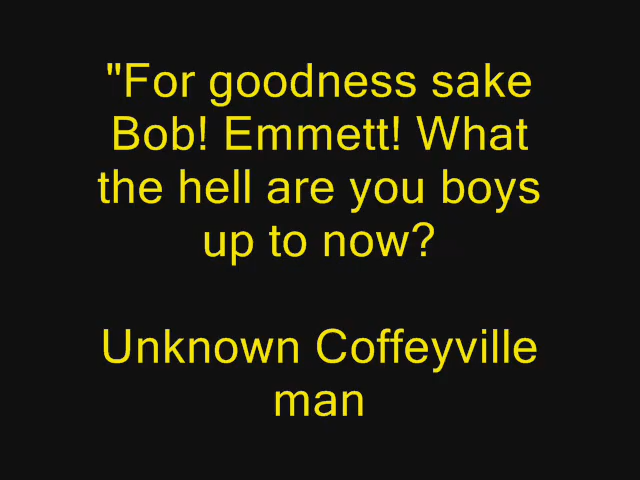 "For goodness sake
Bob! Emmett! What
the hell are you boys
up to now?
Unknown Coffeyville
man